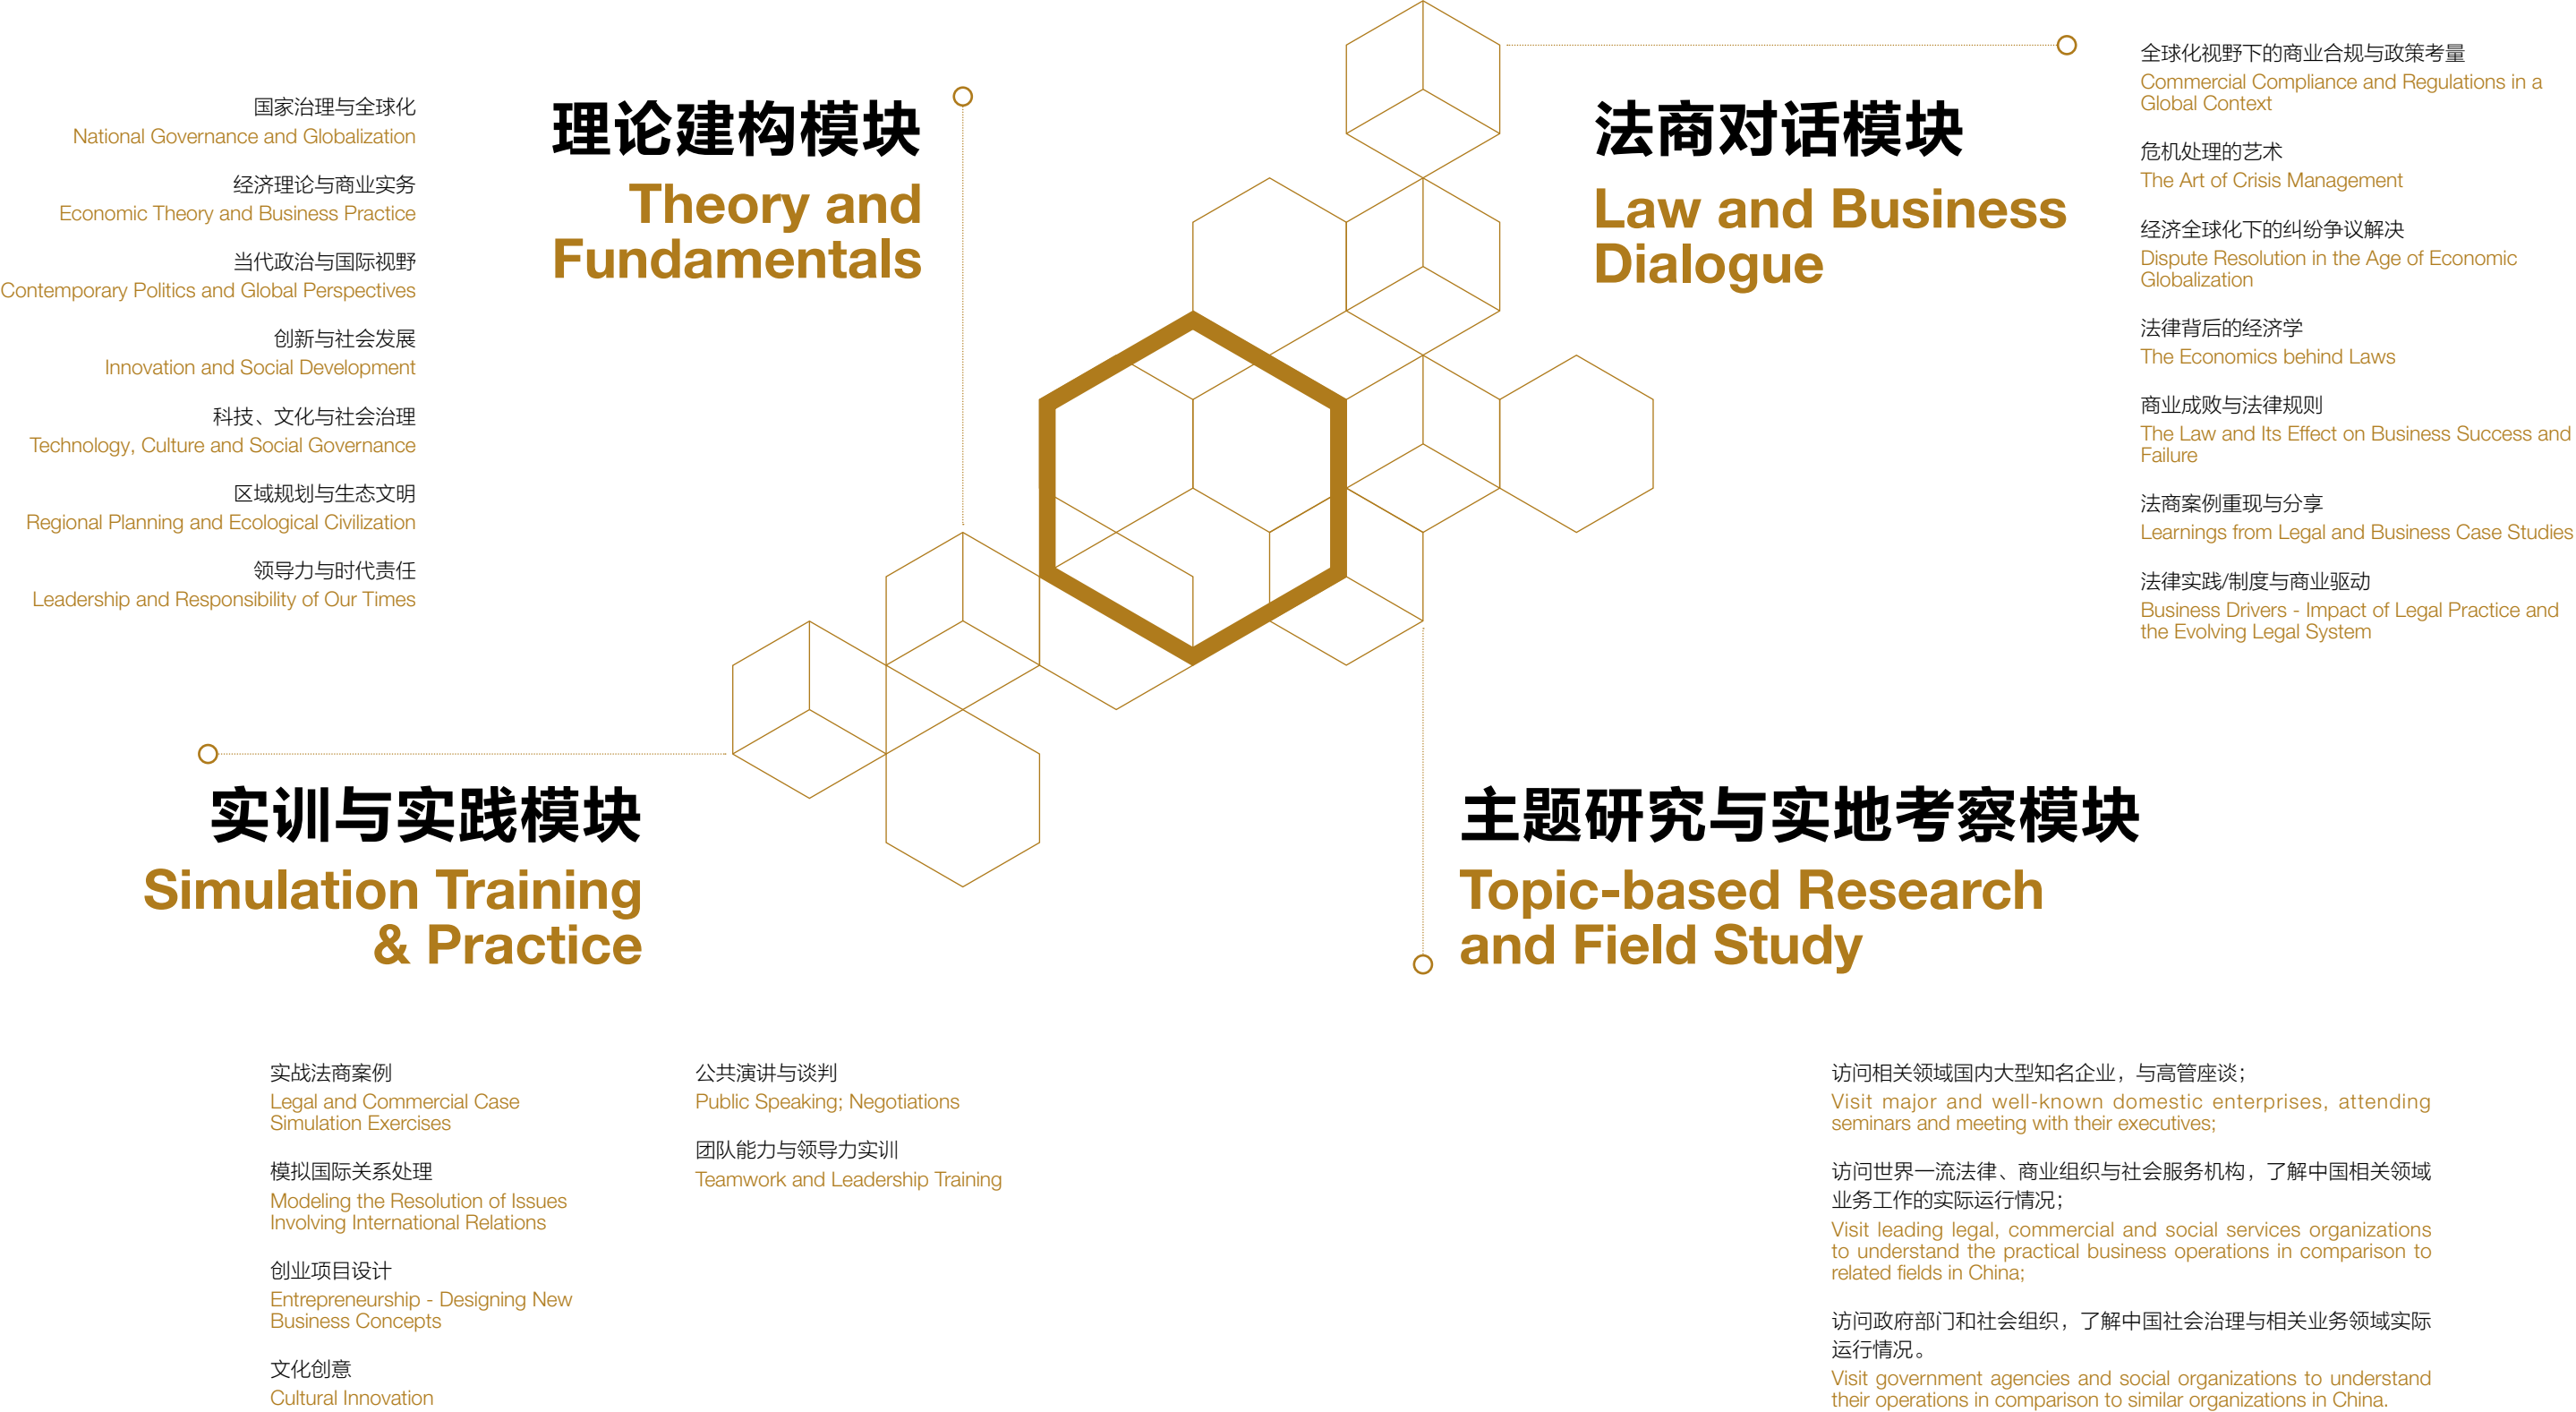 理论建构模块
Theory and
Fundamentals
国家治理与全球化
National Governance and Globalization
经济理论与商业实务
Economic Theory and Business Practice
当代政治与国际视野
Contemporary Politics and Global Perspectives
创新与社会发展
Innovation and Social Development
科技、文化与社会治理
Technology, Culture and Social Governance
区域规划与生态文明
Regional Planning and Ecological Civilization
领导力与时代责任
Leadership and Responsibility of Our Times
法商对话模块
Law and Business
Dialogue
全球化视野下的商业合规与政策考量
Commercial Compliance and Regulations in a
Global Context
危机处理的艺术
The Art of Crisis Management
经济全球化下的纠纷争议解决
Dispute Resolution in the Age of Economic
Globalization
法律背后的经济学
The Economics behind Laws
商业成败与法律规则
The Law and Its Effect on Business Success and
Failure
法商案例重现与分享
Learnings from Legal and Business Case Studies
法律实践/制度与商业驱动
Business Drivers - Impact of Legal Practice and
the Evolving Legal System
实训与实践模块
Simulation Training
& Practice
实战法商案例
Legal and Commercial Case
Simulation Exercises
模拟国际关系处理
Modeling the Resolution of Issues
Involving International Relations
创业项目设计
Entrepreneurship - Designing New
Business Concepts
文化创意
Cultural Innovation
公共演讲与谈判
Public Speaking; Negotiations
团队能力与领导力实训
Teamwork and Leadership Training
主题研究与实地考察模块
Topic-based Research
and Field Study
访问相关领域国内大型知名企业，与高管座谈；
Visit major and well-known domestic enterprises, attending
seminars and meeting with their executives;
访问世界一流法律、商业组织与社会服务机构，了解中国相关领域
业务工作的实际运行情况；
Visit leading legal, commercial and social services organizations
to understand the practical business operations in comparison to
related fields in China;
访问政府部门和社会组织，了解中国社会治理与相关业务领域实际
运行情况。
Visit government agencies and social organizations to understand
their operations in comparison to similar organizations in China.